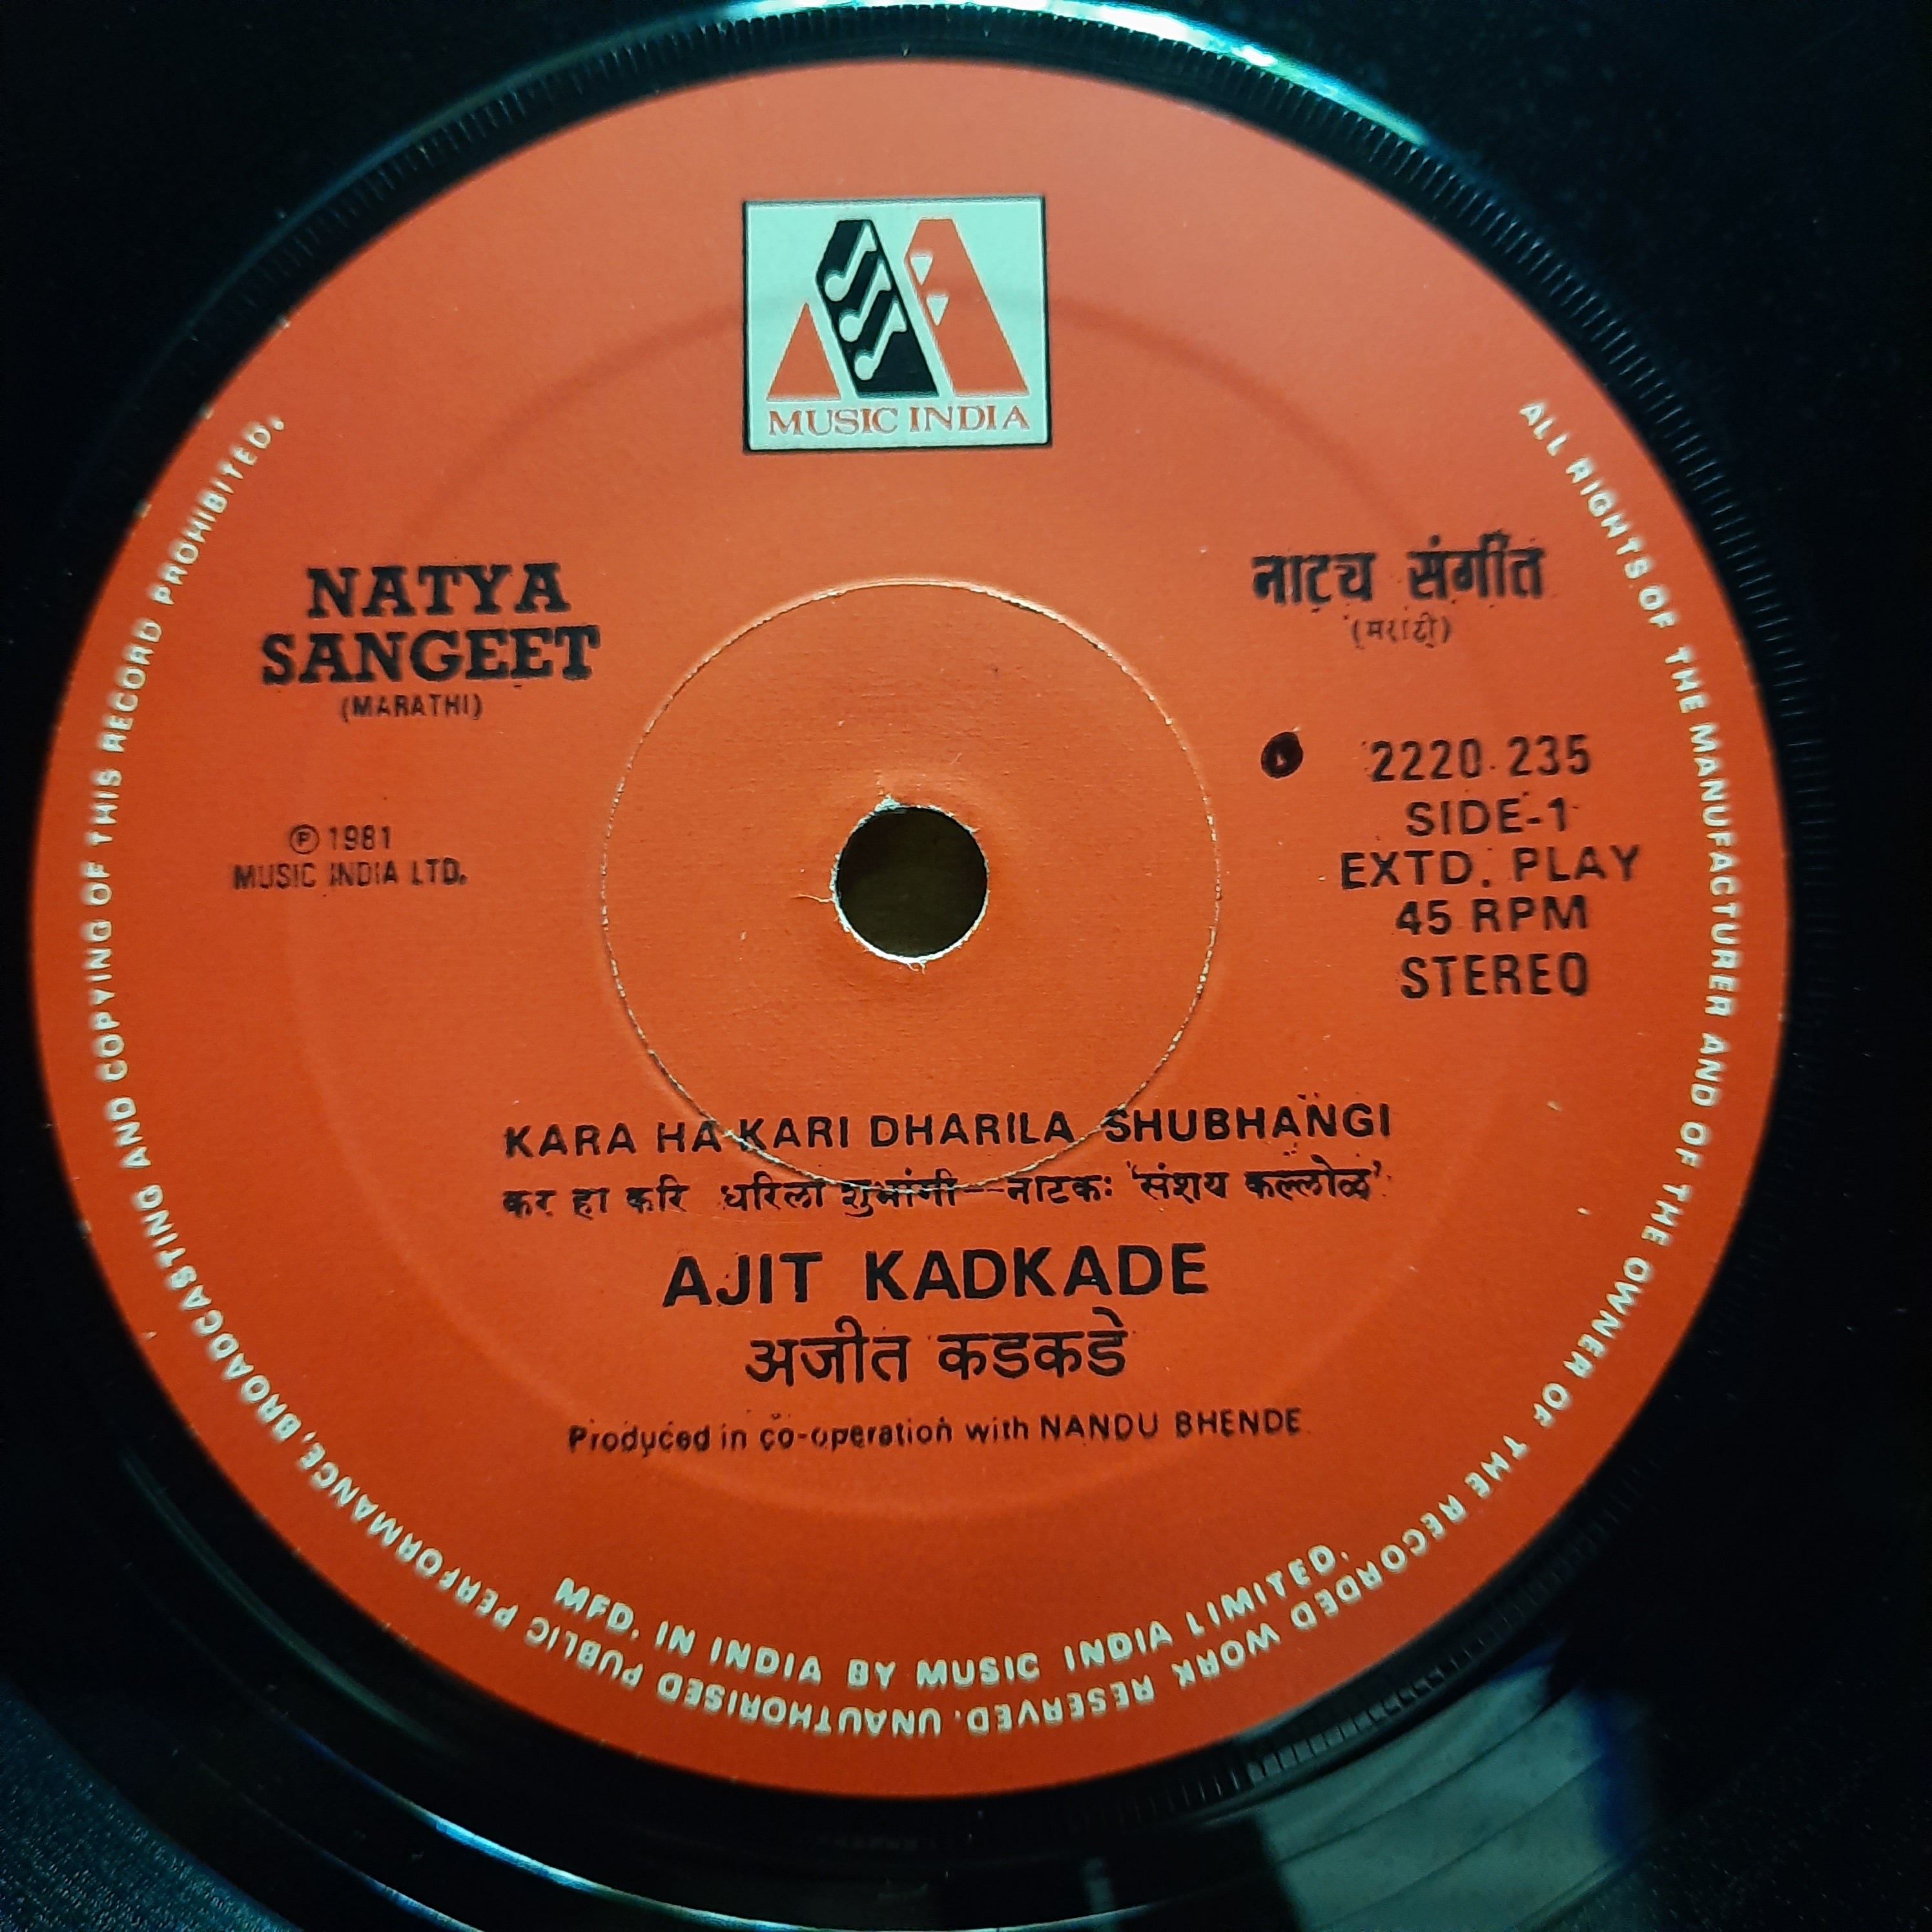 MUSIC INDIA
NATYA
SANGEET
(MARATHI)
नाट्य संगीत
(मराठी)
℗ 1981
MUSIC INDIA LTD.
2220 235
SIDE-1
EXTD. PLAY
45 RPM
STEREO
KARA HA KARI DHARILA SHUBHANGI
कर हा करि धरिला शुभांगी--नाटक: 'संशय कल्लोळ'
AJIT KADKADE
अजीत कडकडे
Produced in co-operation with NANDU BHENDE
MFD. IN INDIA BY MUSIC INDIA LIMITED.
ALL RIGHTS OF THE MANUFACTURER AND OF THE OWNER OF THE RECORDED WORK RESERVED. UNAUTHORISED PUBLIC PERFORMANCE, BROADCASTING AND COPYING OF THIS RECORD PROHIBITED.